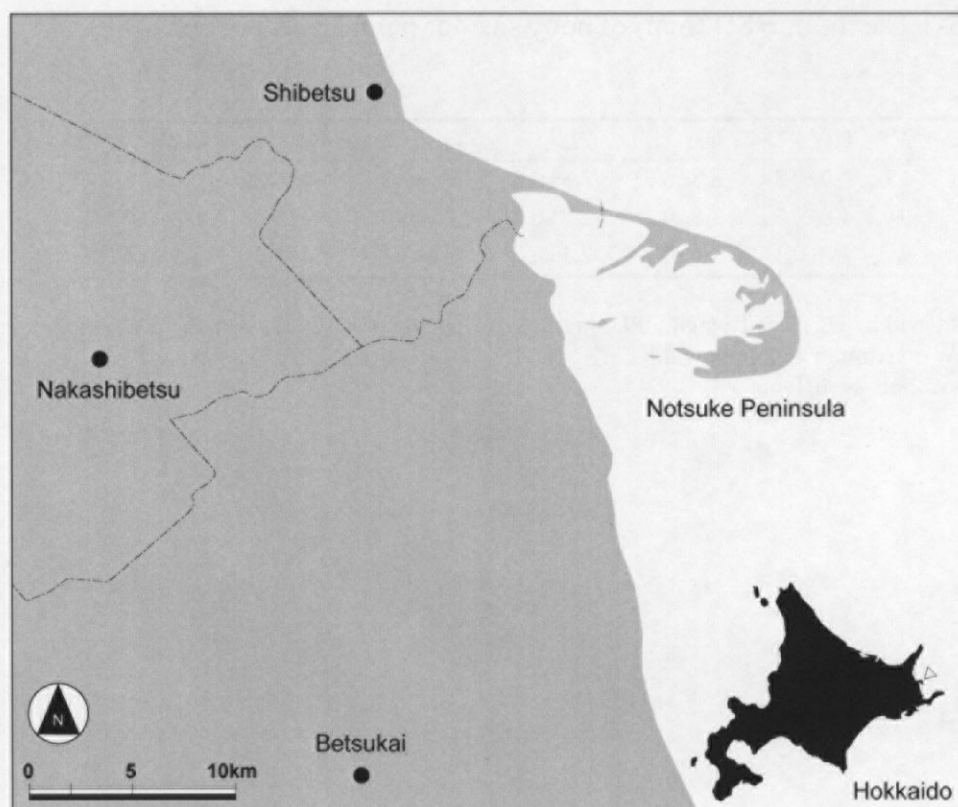 Shibetsu
Nakashibetsu
Notsuke Peninsula
N
Betsukai
0 5 10km
Hokkaido